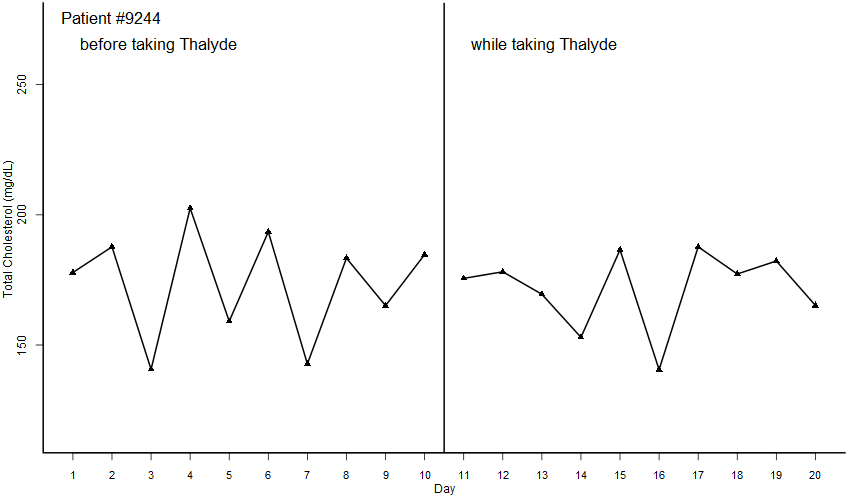 Patient #9244
before taking Thalyde
while taking Thalyde
Total Cholesterol (mg/dL)
250
200
150
1 2 3 4 5 6 7 8 9 10 11 12 13 14 15 16 17 18 19 20
Day